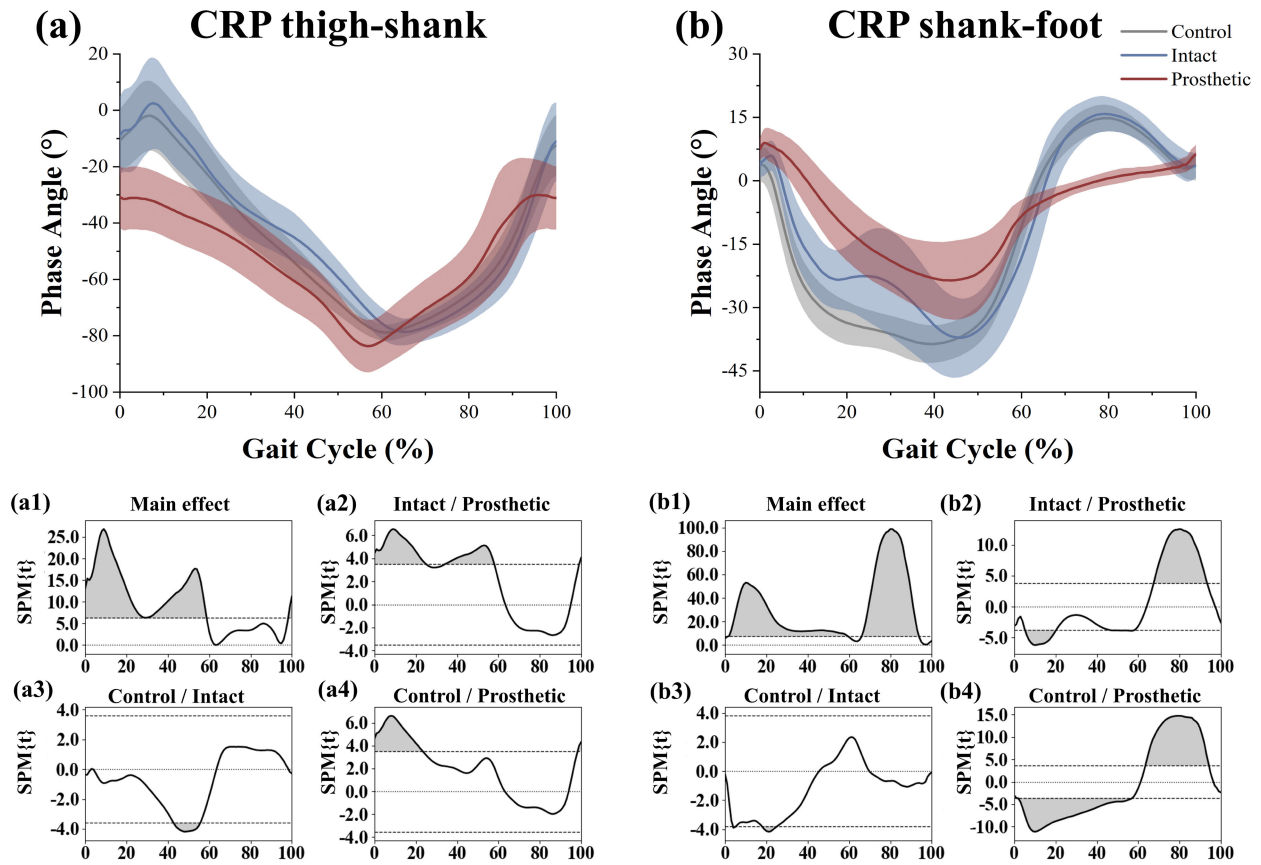 (a) CRP thigh-shank
(b) CRP shank-foot
Control
Intact
Prosthetic
Phase Angle (°)
20
0
-20
-40
-60
-80
-100
0 20 40 60 80 100
Gait Cycle (%)
Phase Angle (°)
30
15
0
-15
-30
-45
0 20 40 60 80 100
Gait Cycle (%)
(a1) Main effect
SPM{t}
25.0
20.0
15.0
10.0
5.0
0.0
0 20 40 60 80 100
(a2) Intact / Prosthetic
SPM{t}
6.0
4.0
2.0
0.0
-2.0
-4.0
0 20 40 60 80 100
(b1) Main effect
SPM{t}
100.0
80.0
60.0
40.0
20.0
0.0
0 20 40 60 80 100
(b2) Intact / Prosthetic
SPM{t}
10.0
5.0
0.0
-5.0
0 20 40 60 80 100
(a3) Control / Intact
SPM{t}
4.0
2.0
0.0
-2.0
-4.0
0 20 40 60 80 100
(a4) Control / Prosthetic
SPM{t}
6.0
4.0
2.0
0.0
-2.0
-4.0
0 20 40 60 80 100
(b3) Control / Intact
SPM{t}
4.0
2.0
0.0
-2.0
-4.0
0 20 40 60 80 100
(b4) Control / Prosthetic
SPM{t}
15.0
10.0
5.0
0.0
-5.0
-10.0
0 20 40 60 80 100